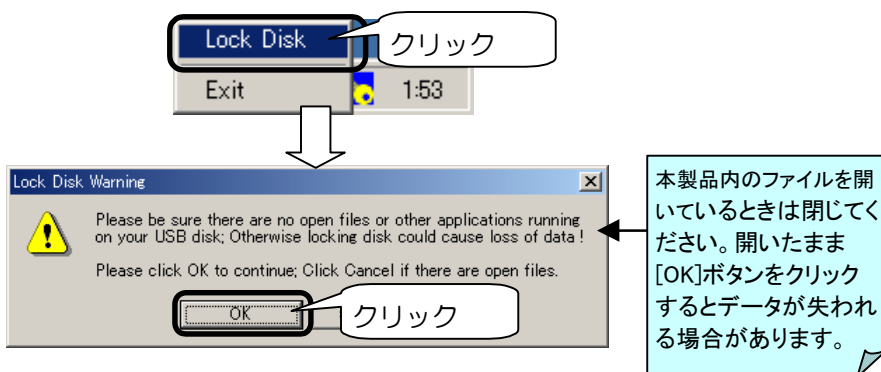 Lock Disk
クリック
Exit
1:53
Lock Disk Warning
Please be sure there are no open files or other applications running
on your USB disk; Otherwise locking disk could cause loss of data !
Please click OK to continue; Click Cancel if there are open files.
OK
クリック
本製品内のファイルを開
いているときは閉じてく
ださい。開いたまま
[OK]ボタンをクリック
するとデータが失われ
る場合があります。